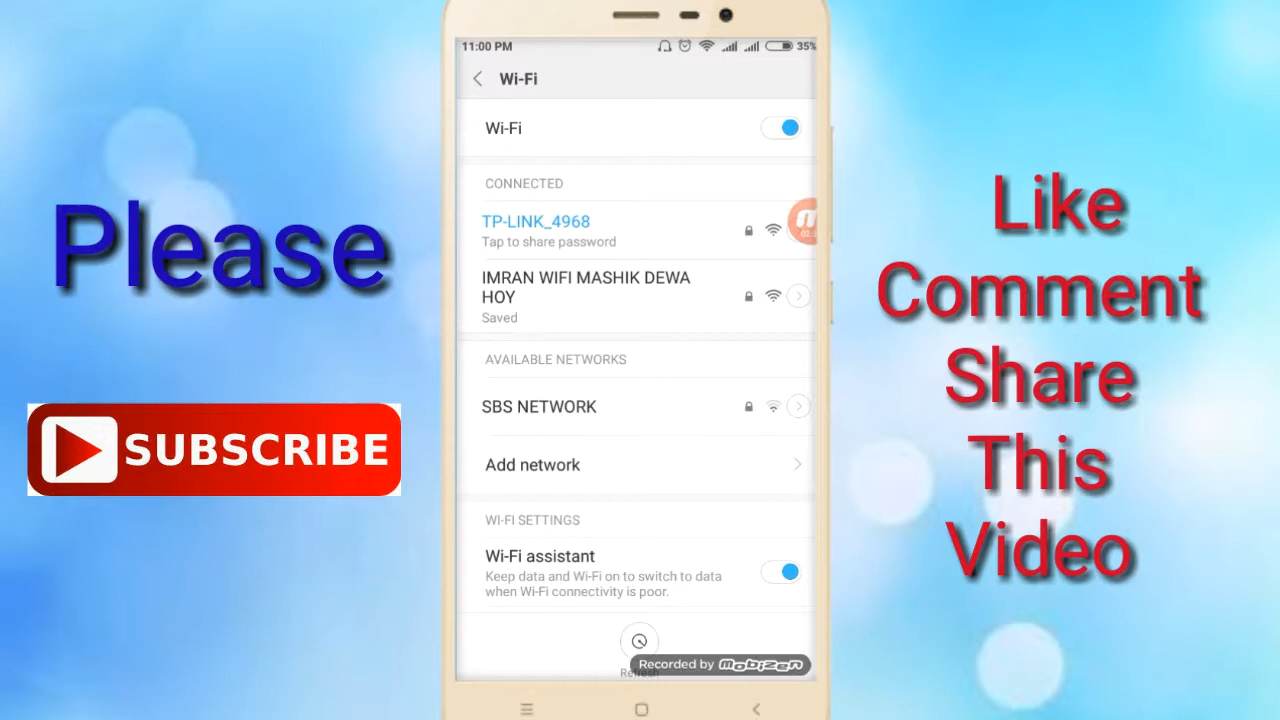 Please
SUBSCRIBE
11:00 PM
35%
Wi-Fi
Wi-Fi
CONNECTED
TP-LINK_4968
Tap to share password
IMRAN WIFI MASHIK DEWA
HOY
Saved
AVAILABLE NETWORKS
SBS NETWORK
Add network
WI-FI SETTINGS
Wi-Fi assistant
Keep data and Wi-Fi on to switch to data
when Wi-Fi connectivity is poor.
Recorded by Mobizen
Refresh
Like
Comment
Share
This
Video